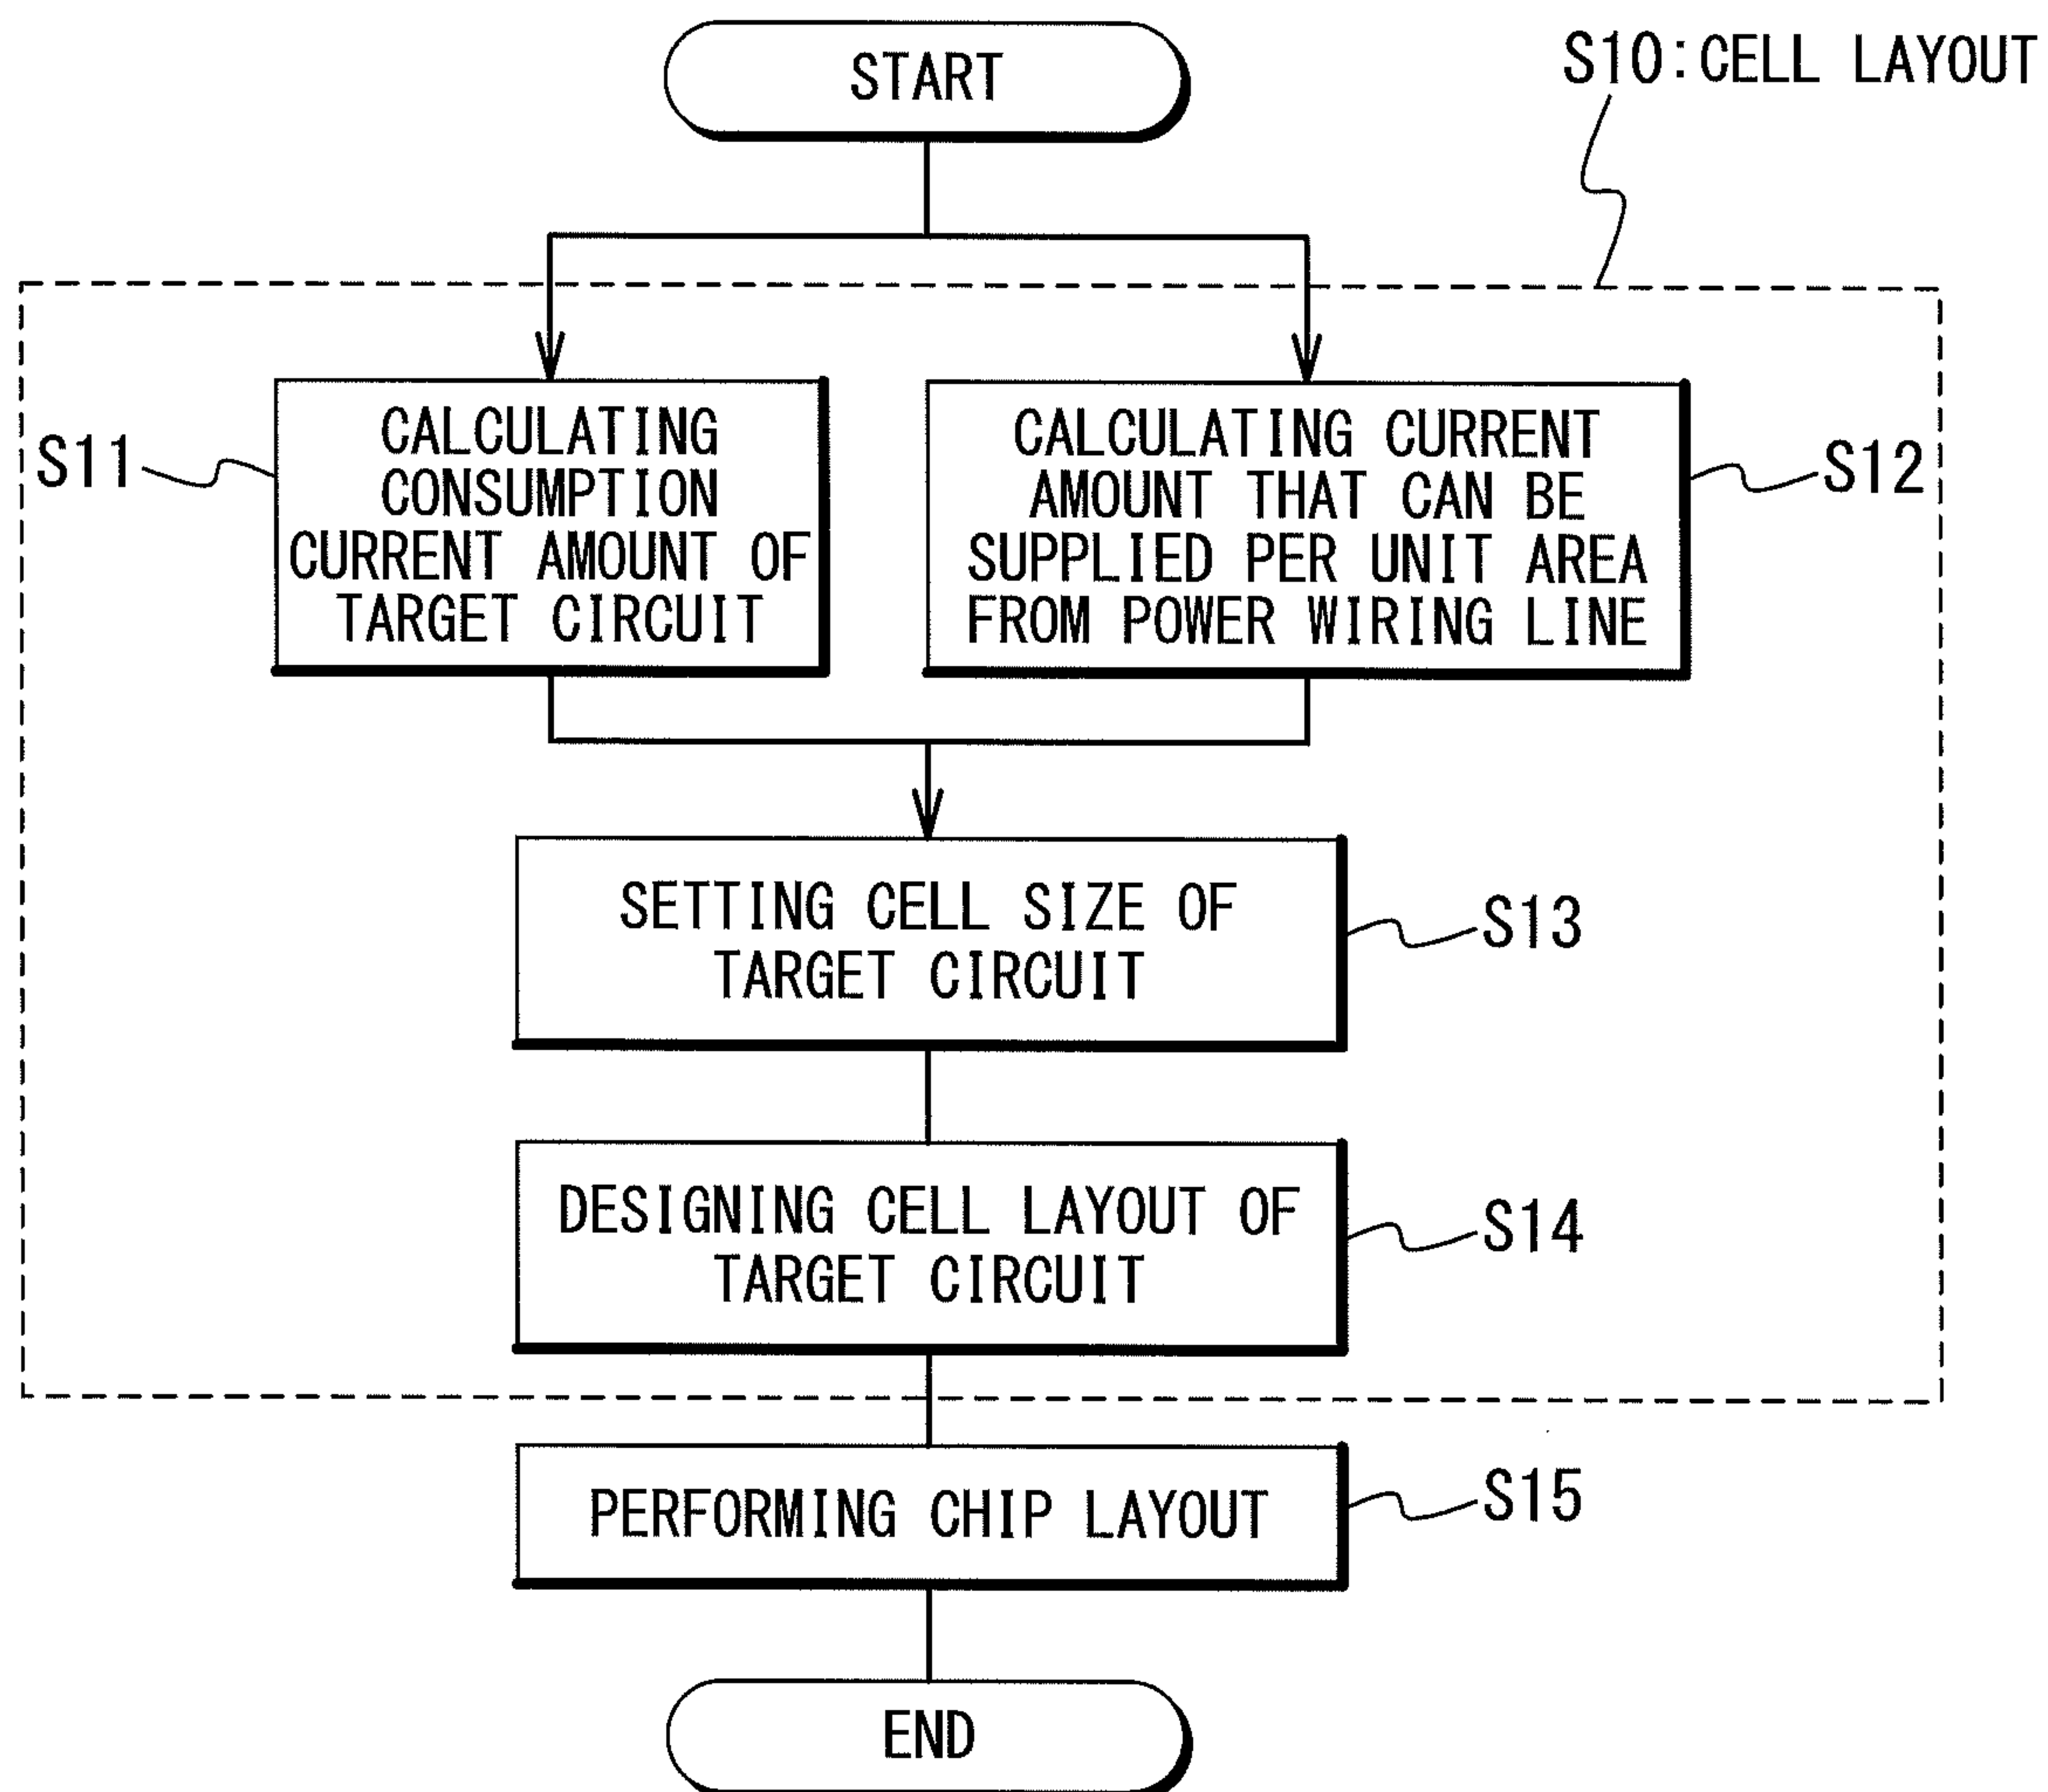 START
S10:CELL LAYOUT
S11
CALCULATING
CONSUMPTION
CURRENT AMOUNT OF
TARGET CIRCUIT
CALCULATING CURRENT
AMOUNT THAT CAN BE
SUPPLIED PER UNIT AREA
FROM POWER WIRING LINE
S12
SETTING CELL SIZE OF
TARGET CIRCUIT
S13
DESIGNING CELL LAYOUT OF
TARGET CIRCUIT
S14
PERFORMING CHIP LAYOUT
S15
END